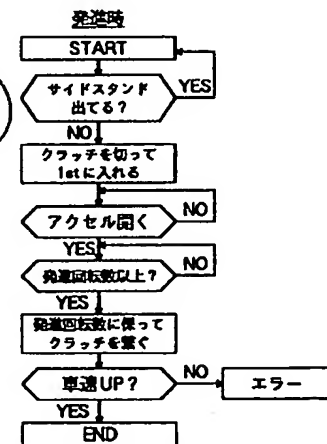 発進時
START
サイドスタンド
出てる?
YES
NO
クラッチを切って
1stに入れる
アクセル開く
NO
YES
発進回転数以上?
NO
YES
発進回転数に保って
クラッチを繋ぐ
車速UP?
NO
エラー
YES
END